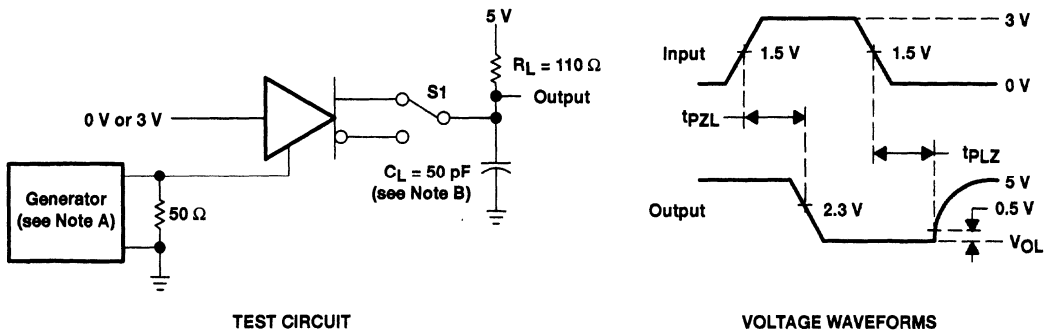 5 V
R_L = 110 Ω
Output
S1
0 V or 3 V
C_L = 50 pF
(see Note B)
Generator
(see Note A)
50 Ω
TEST CIRCUIT
3 V
Input
1.5 V
1.5 V
0 V
t_PZL
t_PLZ
5 V
Output
2.3 V
0.5 V
V_OL
VOLTAGE WAVEFORMS